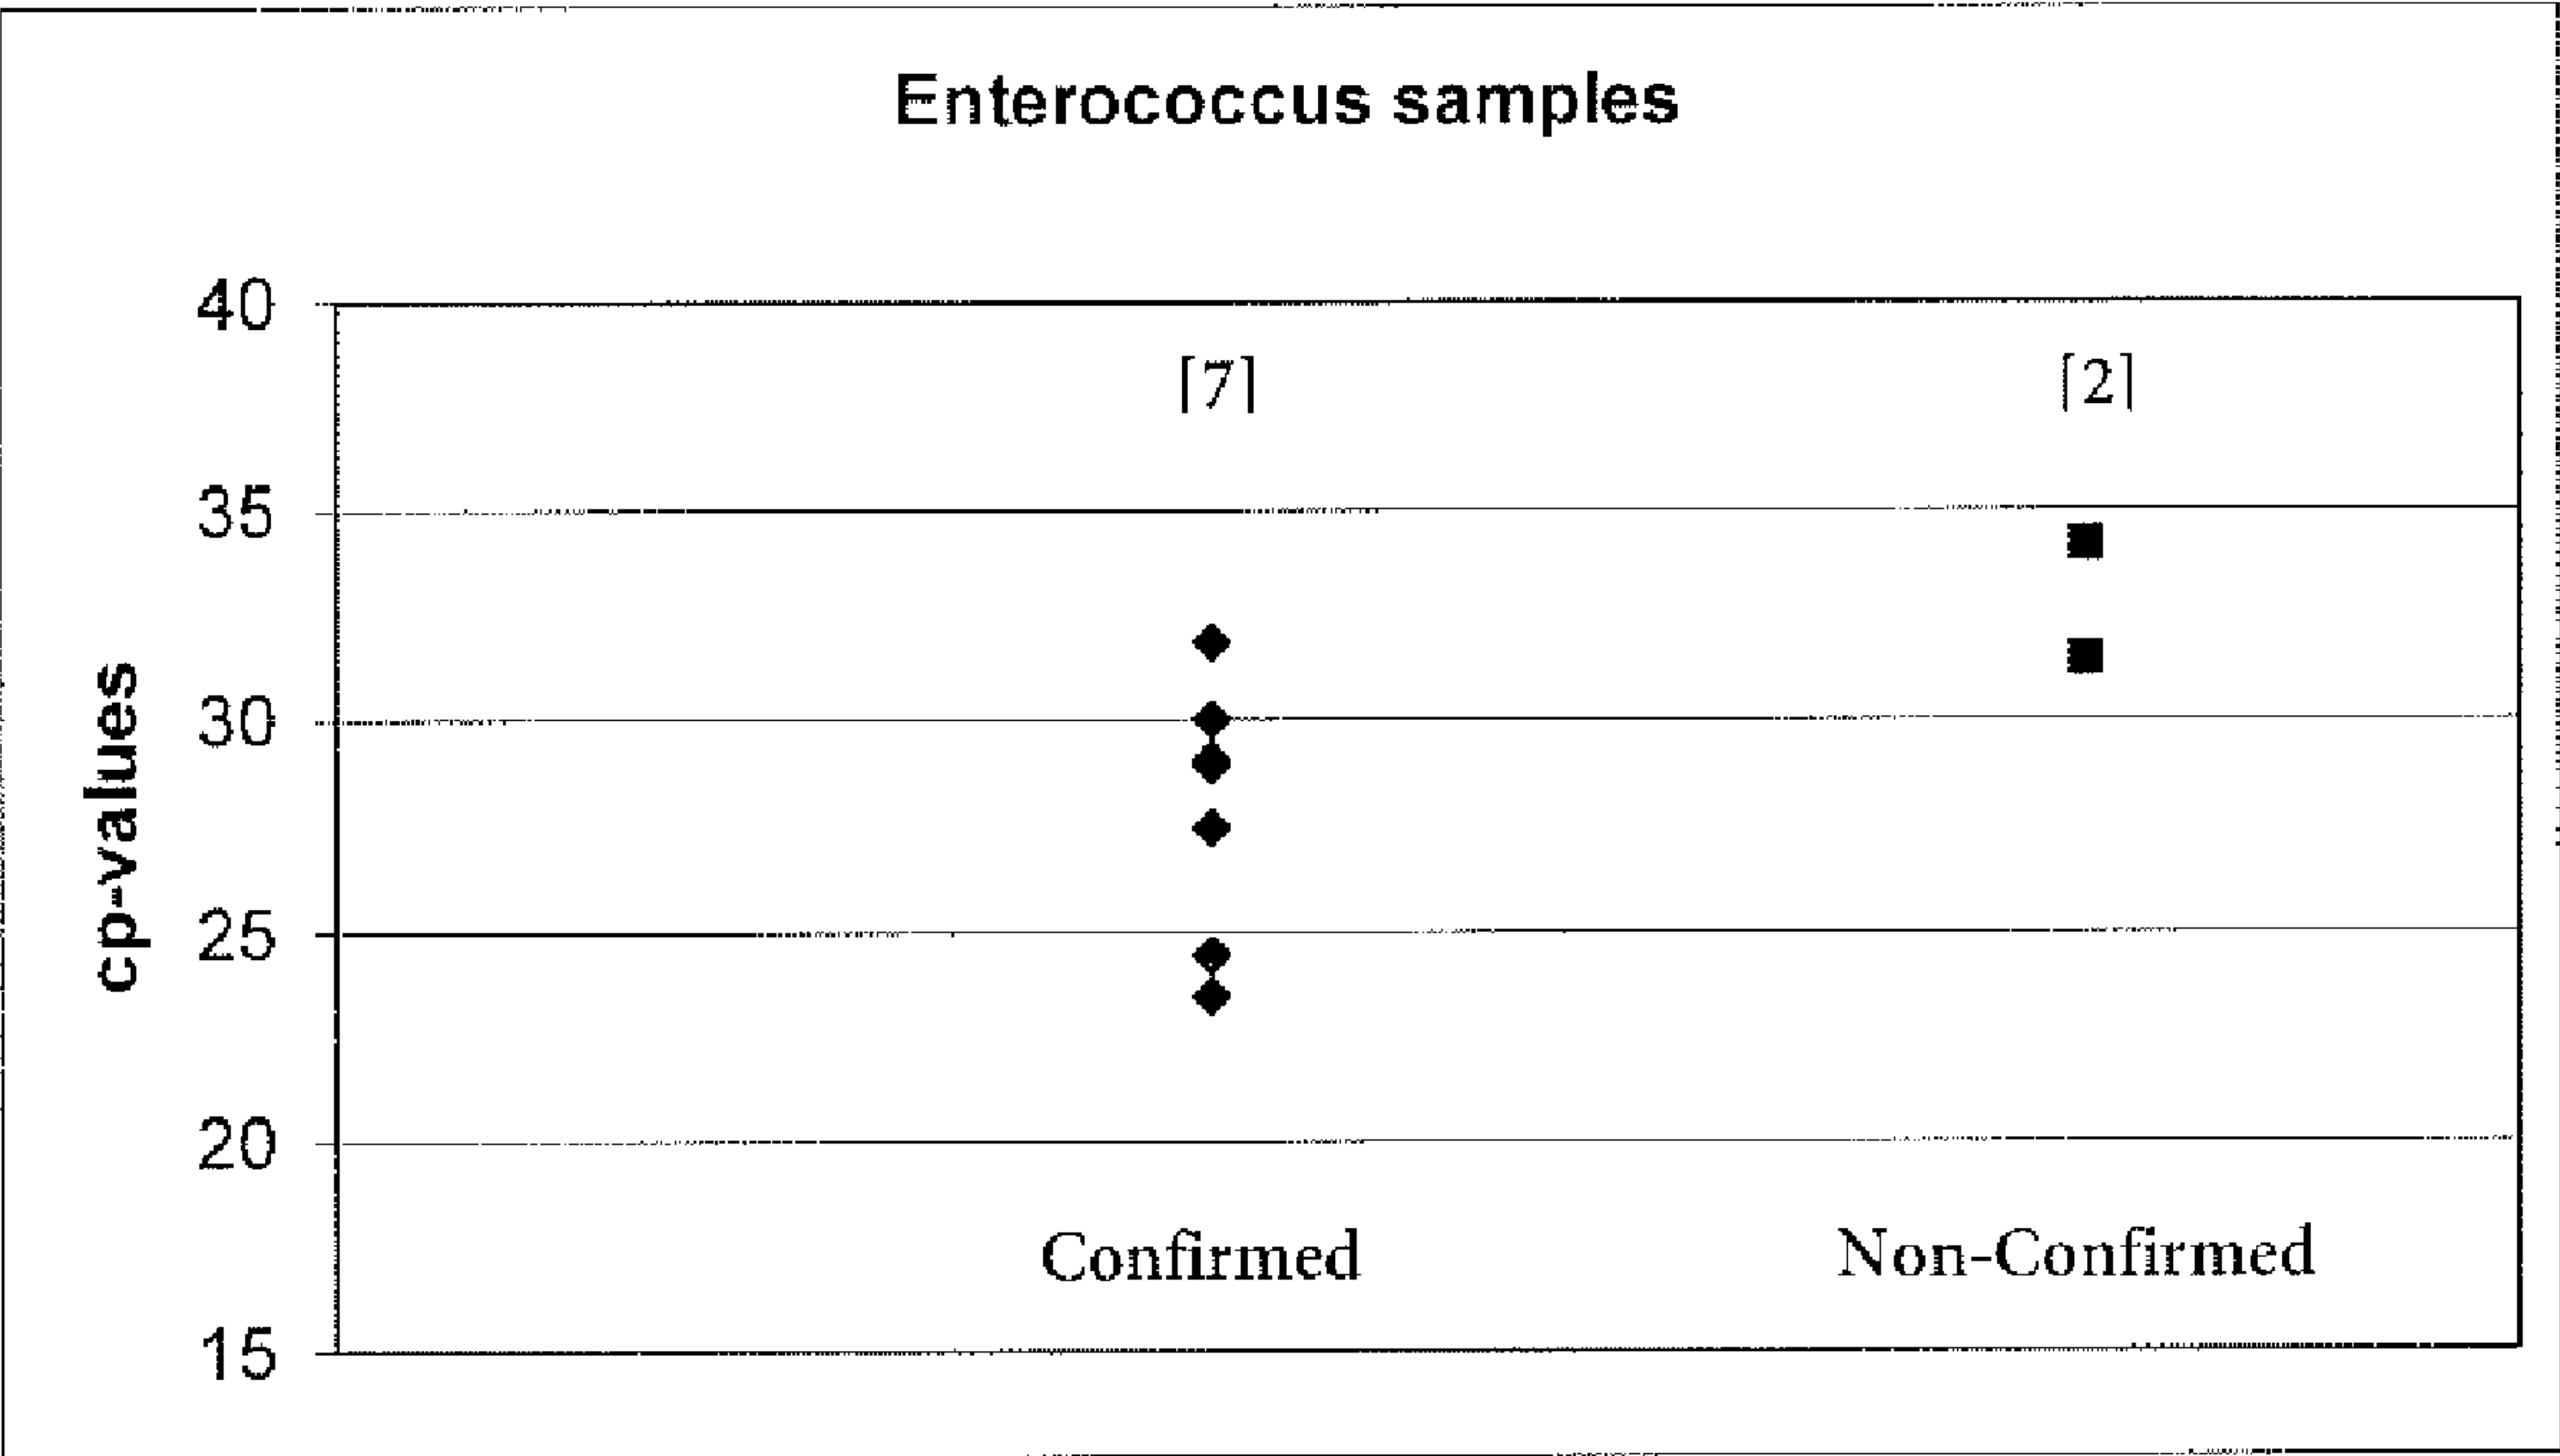 Enterococcus samples
40
[7]
[2]
35
30
25
20
15
cp-values
Confirmed
Non-Confirmed